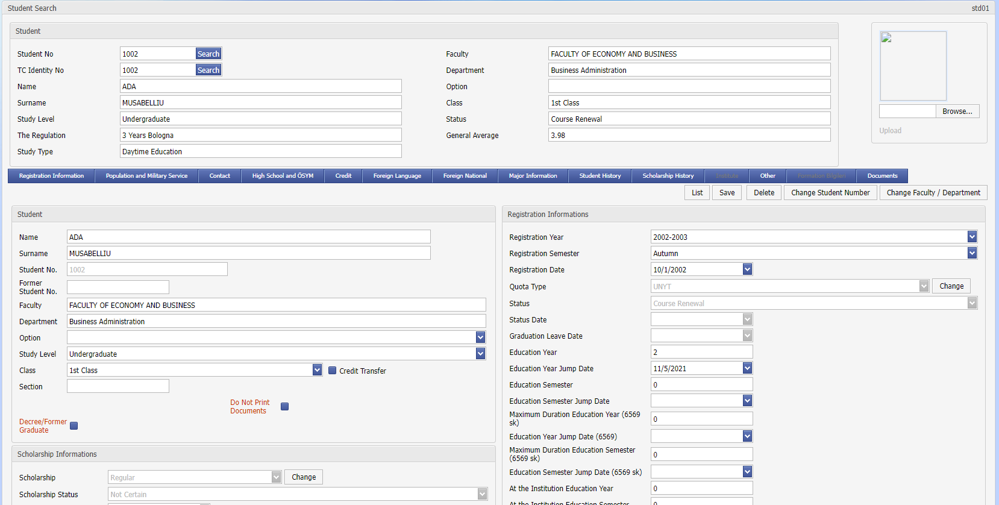 Student Search std01
Student
Student No 1002 Search
TC Identity No 1002 Search
Name ADA
Surname MUSABELLIU
Study Level Undergraduate
The Regulation 3 Years Bologna
Study Type Daytime Education
Faculty FACULTY OF ECONOMY AND BUSINESS
Department Business Administration
Option
Class 1st Class
Status Course Renewal
General Average 3.98
Browse...
Upload
Registration Information Population and Military Service Contact High School and ÖSYM Credit Foreign Language Foreign National Major Information Student History Scholarship History Institute Other Formation Bilgileri Documents
List Save Delete Change Student Number Change Faculty / Department
Student
Name ADA
Surname MUSABELLIU
Student No. 1002
Former
Student No.
Faculty FACULTY OF ECONOMY AND BUSINESS
Department Business Administration
Option
Study Level Undergraduate
Class 1st Class Credit Transfer
Section
Do Not Print
Documents
Decree/Former
Graduate
Scholarship Informations
Scholarship Regular Change
Scholarship Status Not Certain
Registration Informations
Registration Year 2002-2003
Registration Semester Autumn
Registration Date 10/1/2002
Quota Type UNYT Change
Status Course Renewal
Status Date
Graduation Leave Date
Education Year 2
Education Year Jump Date 11/5/2021
Education Semester 0
Education Semester Jump Date
Maximum Duration Education Year (6569
sk) 0
Education Year Jump Date (6569)
Maximum Duration Education Semester
(6569 sk) 0
Education Semester Jump Date (6569 sk)
At the Institution Education Year 0
At the Institution Education Semester 0